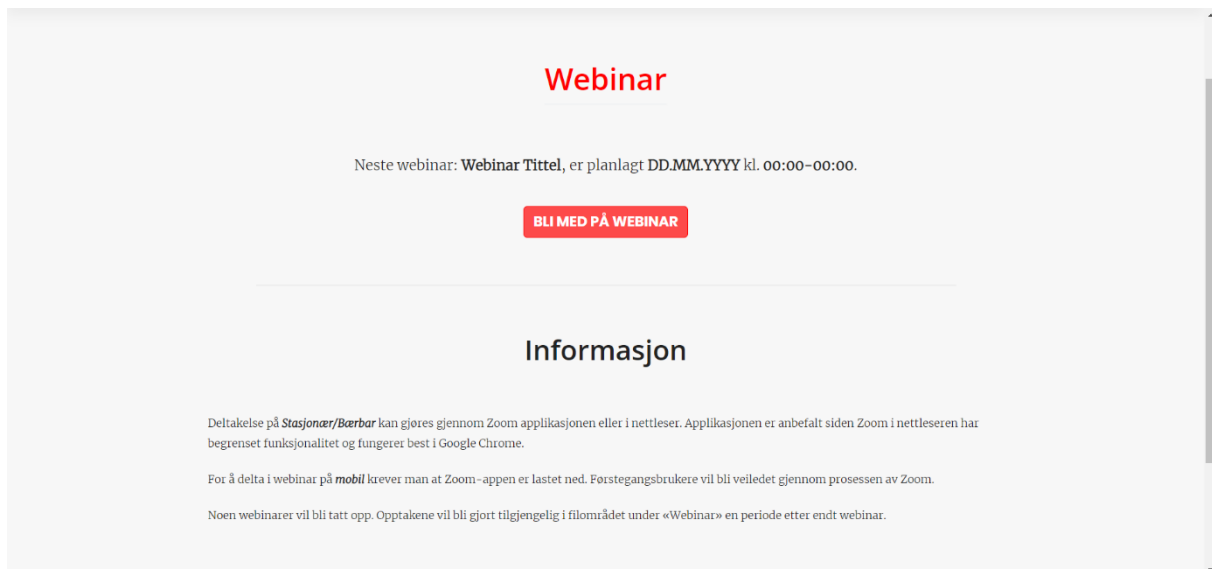 Webinar
Neste webinar: Webinar Tittel, er planlagt DD.MM.YYYY kl. 00:00-00:00.
BLI MED PÅ WEBINAR
Informasjon
Deltakelse på Stasjonær/Bærbar kan gjøres gjennom Zoom applikasjonen eller i nettleser. Applikasjonen er anbefalt siden Zoom i nettleseren har
begrenset funksjonalitet og fungerer best i Google Chrome.
For å delta i webinar på mobil krever man at Zoom-appen er lastet ned. Førstegangsbrukere vil bli veiledet gjennom prosessen av Zoom.
Noen webinarer vil bli tatt opp. Opptakene vil bli gjort tilgjengelig i filområdet under «Webinar» en periode etter endt webinar.